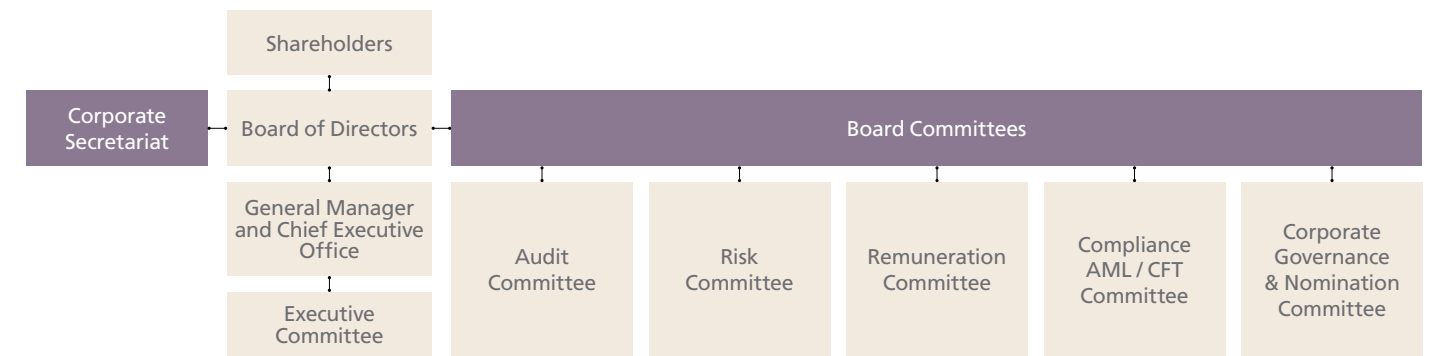 Shareholders
Corporate
Secretariat
Board of Directors
Board Committees
General Manager
and Chief Executive
Office
Executive
Committee
Audit
Committee
Risk
Committee
Remuneration
Committee
Compliance
AML / CFT
Committee
Corporate
Governance
& Nomination
Committee